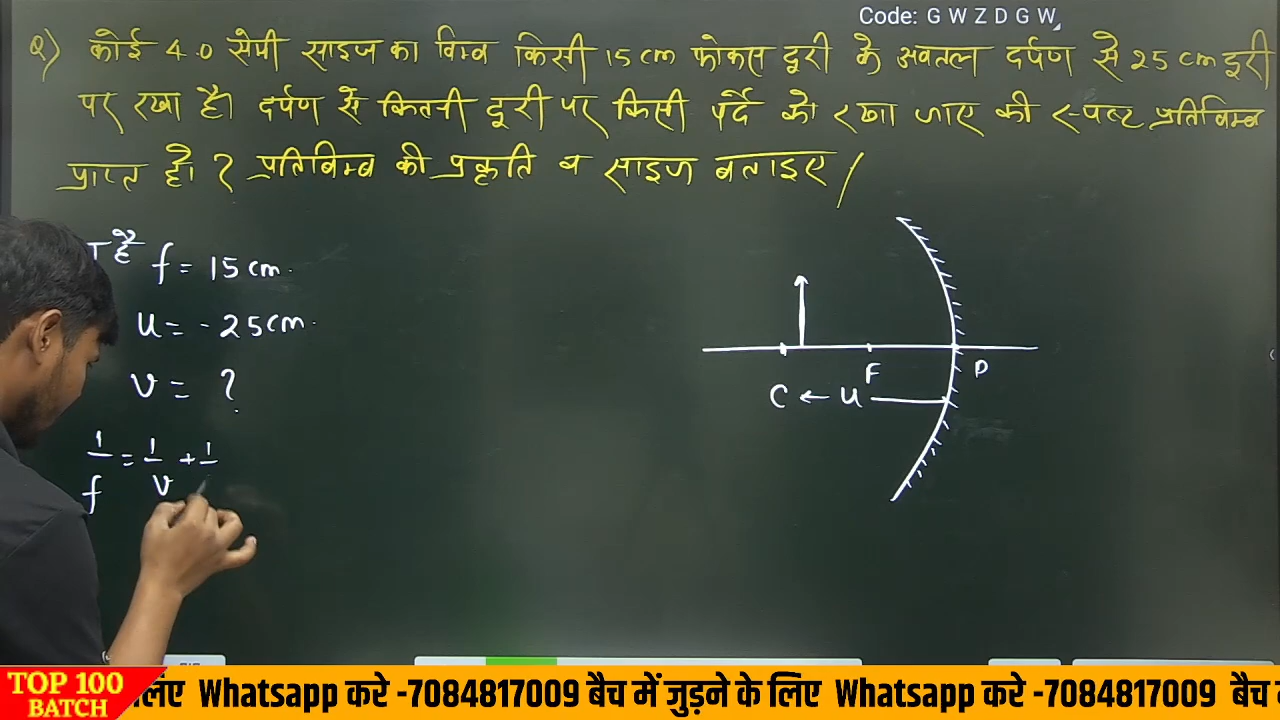 Code: G W Z D G W
Q) कोई 4.0 सेमी साइज का विम्व किसी 15 cm फोकस दूरी के अवतल दर्पण से 25 cm दूरी
पर रखा है। दर्पण से कितनी दूरी पर किसी पर्दे को रखा जाए की स्पष्ट प्रतिविम्ब
प्राप्त हो। ? प्रतिबिम्ब की प्रकृति व साइज बताइए /
है f = 15 cm.
u = - 25 cm.
v = ?
1/f = 1/v + 1
F P
C ← u
TOP 100
BATCH
लिए Whatsapp करे -7084817009 बैच में जुड़ने के लिए Whatsapp करे -7084817009 बैच